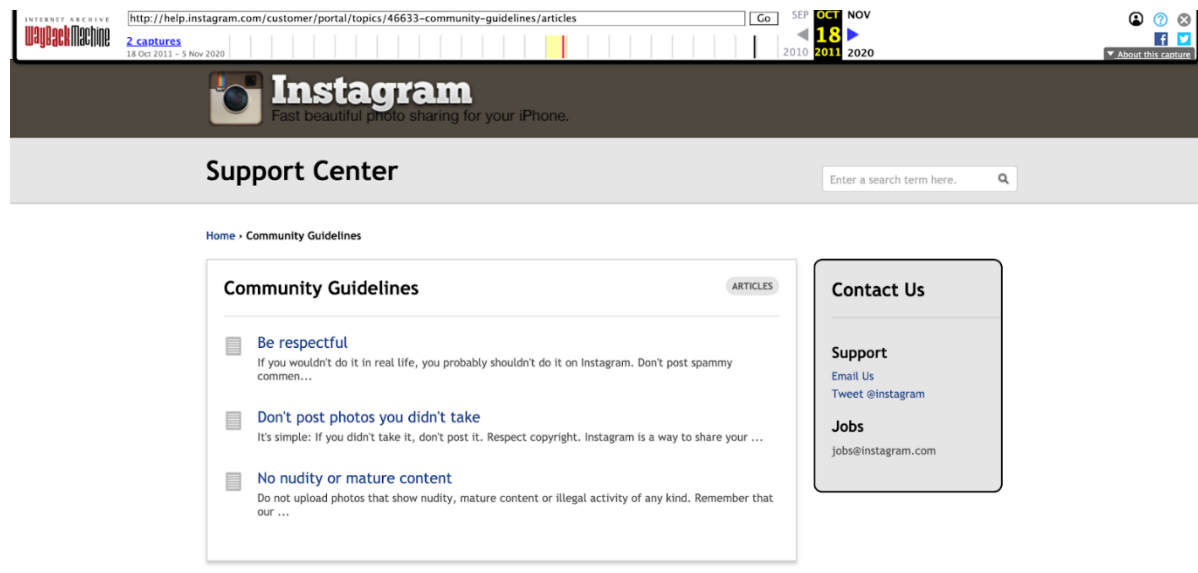 INTERNET ARCHIVE
WayBackMachine
http://help.instagram.com/customer/portal/topics/46633-community-guidelines/articles
Go
SEP OCT NOV
18
2010 2011 2020
2 captures
18 Oct 2011 – 5 Nov 2020
About this capture
Instagram
Fast beautiful photo sharing for your iPhone.
Support Center
Enter a search term here.
Home › Community Guidelines
Community Guidelines
ARTICLES
Be respectful
If you wouldn't do it in real life, you probably shouldn't do it on Instagram. Don't post spammy
commen...
Don't post photos you didn't take
It's simple: If you didn't take it, don't post it. Respect copyright. Instagram is a way to share your ...
No nudity or mature content
Do not upload photos that show nudity, mature content or illegal activity of any kind. Remember that
our ...
Contact Us
Support
Email Us
Tweet @instagram
Jobs
jobs@instagram.com